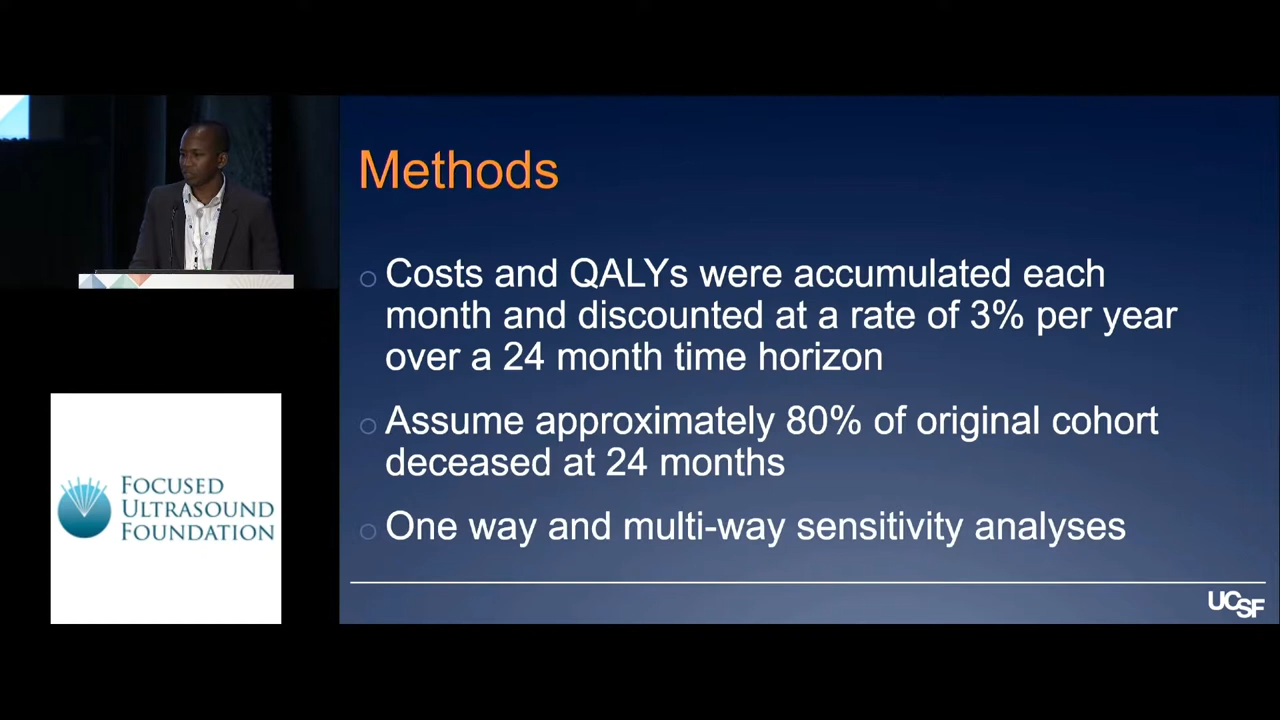 Methods
Costs and QALYs were accumulated each
month and discounted at a rate of 3% per year
over a 24 month time horizon
Assume approximately 80% of original cohort
deceased at 24 months
One way and multi-way sensitivity analyses
FOCUSED
ULTRASOUND
FOUNDATION
UCSF